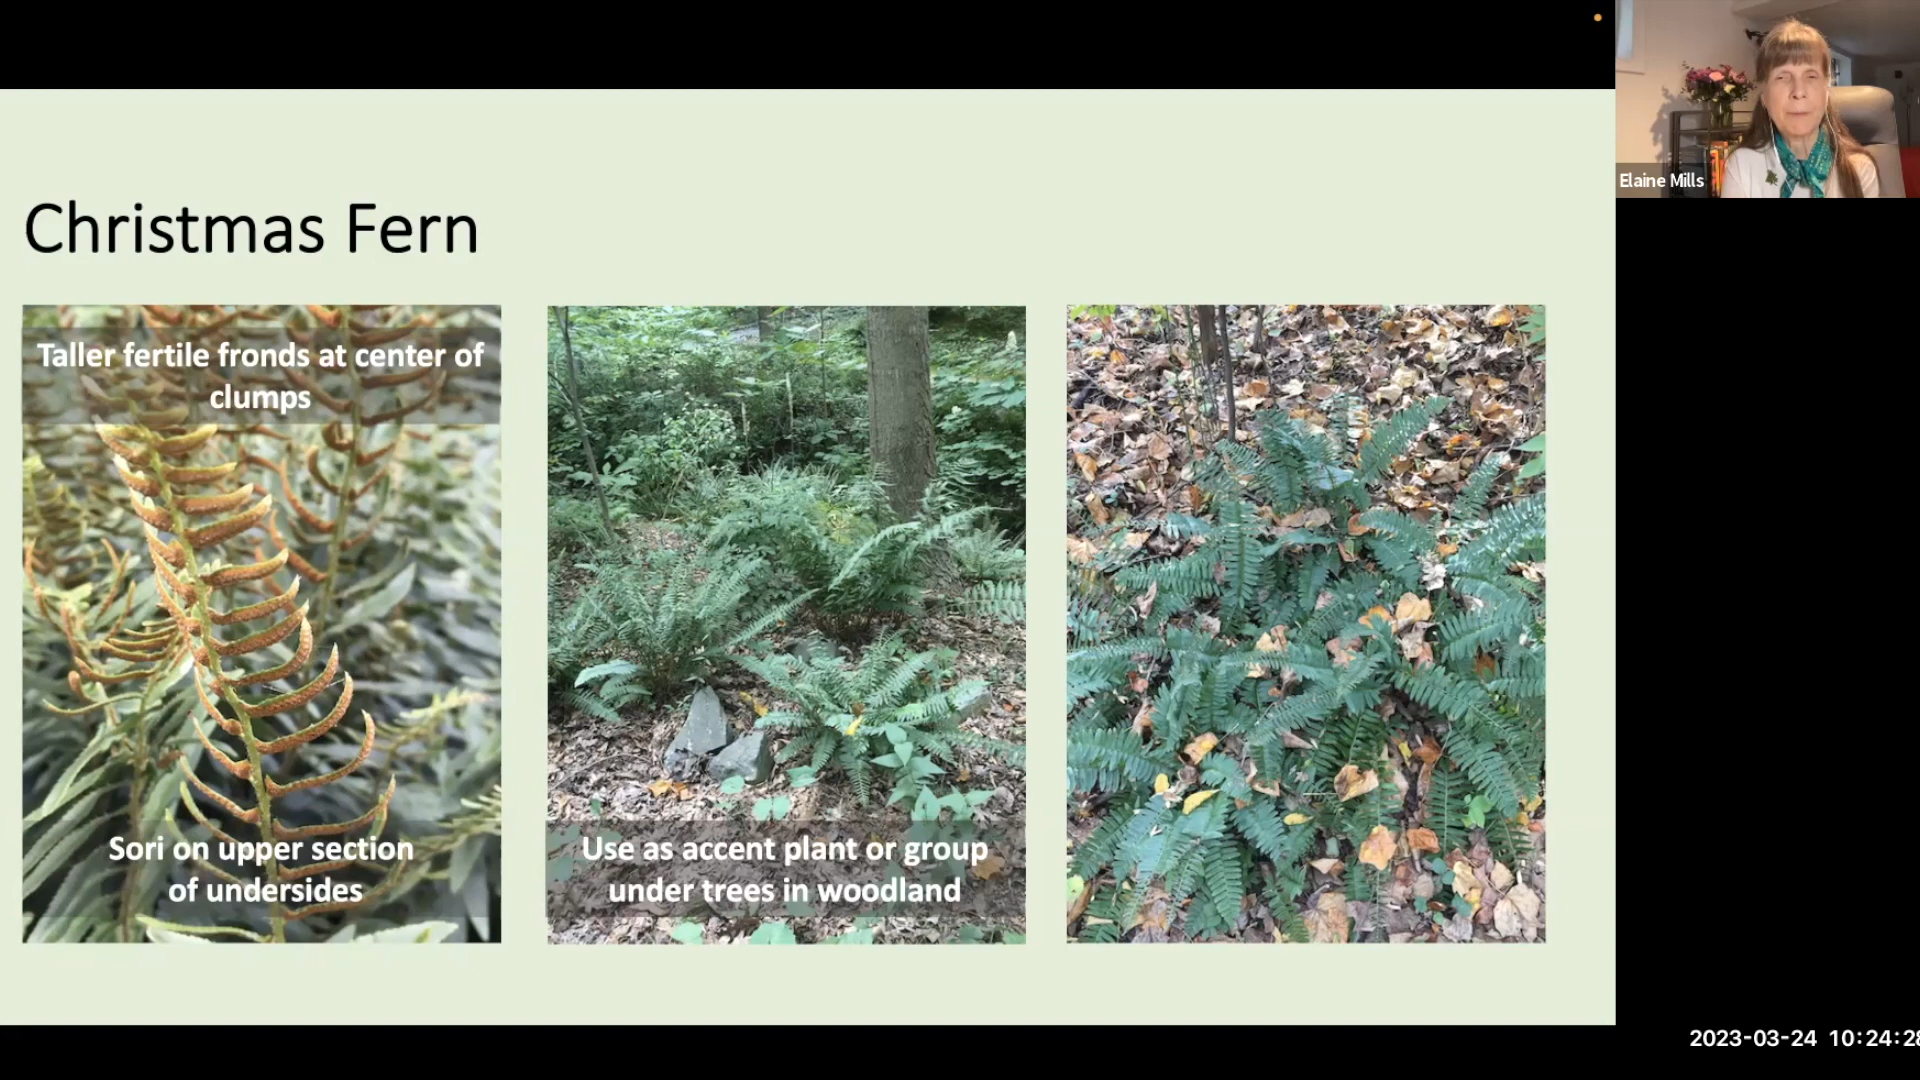 Elaine Mills
Christmas Fern
Taller fertile fronds at center of
clumps
Sori on upper section
of undersides
Use as accent plant or group
under trees in woodland
2023-03-24 10:24:28